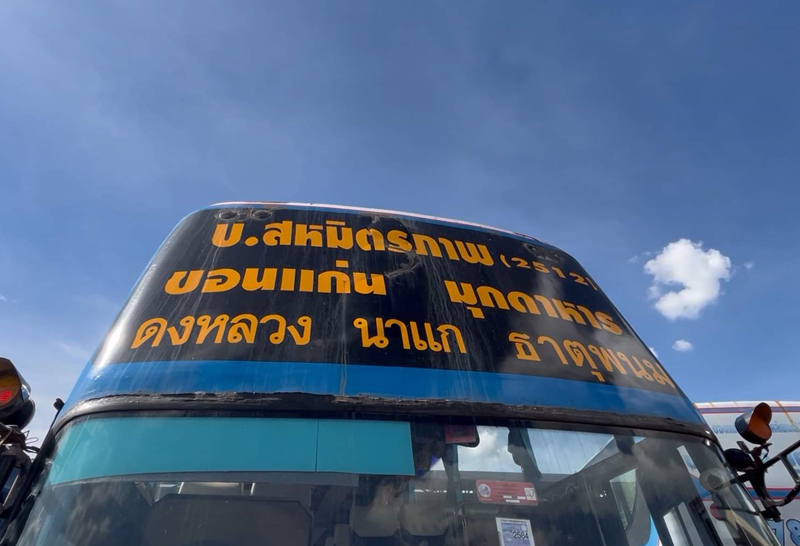 บ.สหมิตรภาพ(2512)
ขอนแก่น มุกดาหาร
ดงหลวง นาแก ธาตุพนม
2564
78